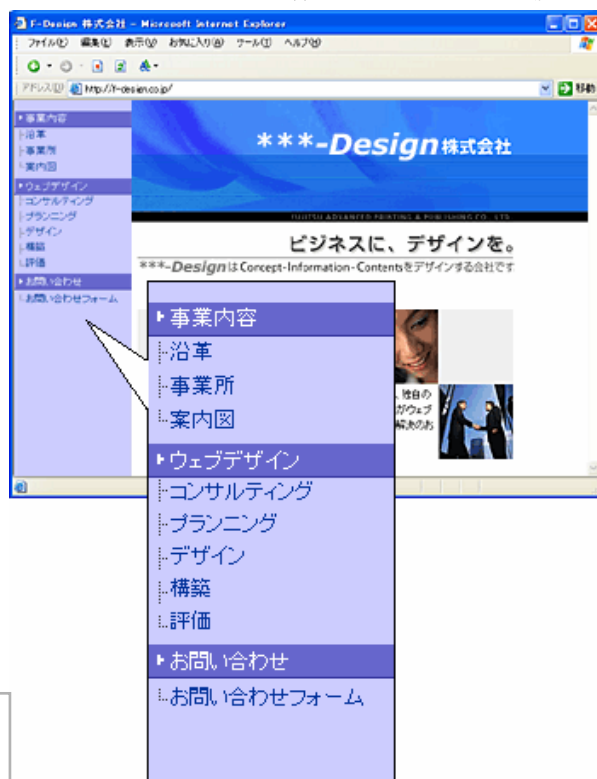 F-Design 株式会社 - Microsoft Internet Explorer
ファイル(F) 編集(E) 表示(V) お気に入り(A) ツール(T) ヘルプ(H)
アドレス(D) http://f-design.co.jp/ 移動
事業内容
沿革
事業所
案内図
ウェブデザイン
コンサルティング
プランニング
デザイン
構築
評価
お問い合わせ
お問い合わせフォーム
***-Design株式会社
FUJITSU ADVANCED PRINTING & PUBLISHING CO., LTD.
ビジネスに、デザインを。
***-DesignはConcept-Information-Contentsをデザインする会社です
独自の
がウェブ
解決のお
事業内容
沿革
事業所
案内図
ウェブデザイン
コンサルティング
プランニング
デザイン
構築
評価
お問い合わせ
お問い合わせフォーム